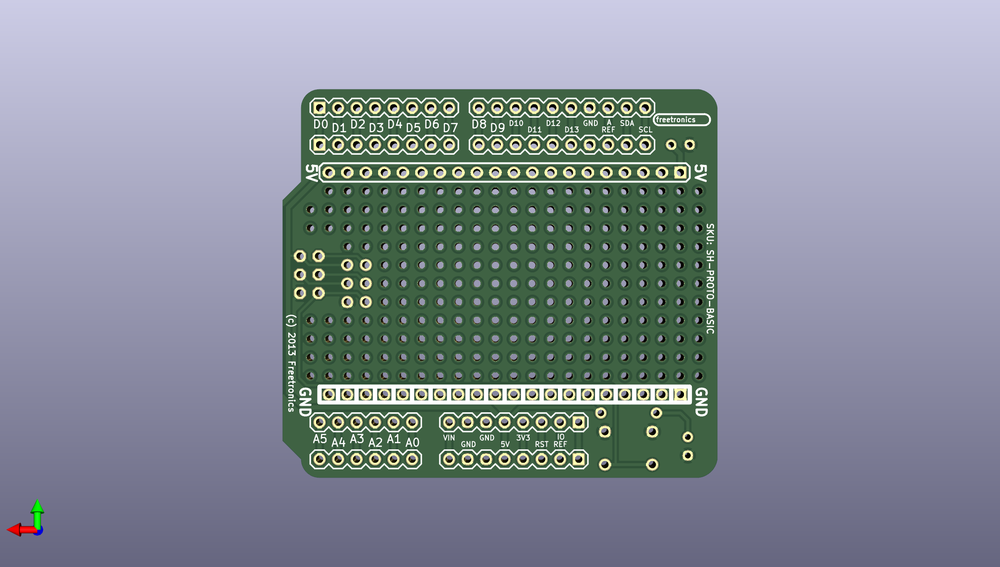 D0 D1 D2 D3 D4 D5 D6 D7 D8 D9 D10 D11 D12 D13 GND A REF SDA SCL
freetronics
5V
5V
SKU: SH-PROTO-BASIC
(c) 2013 Freetronics
GND
GND
A5 A4 A3 A2 A1 A0 VIN GND GND 5V 3V3 RST IO REF